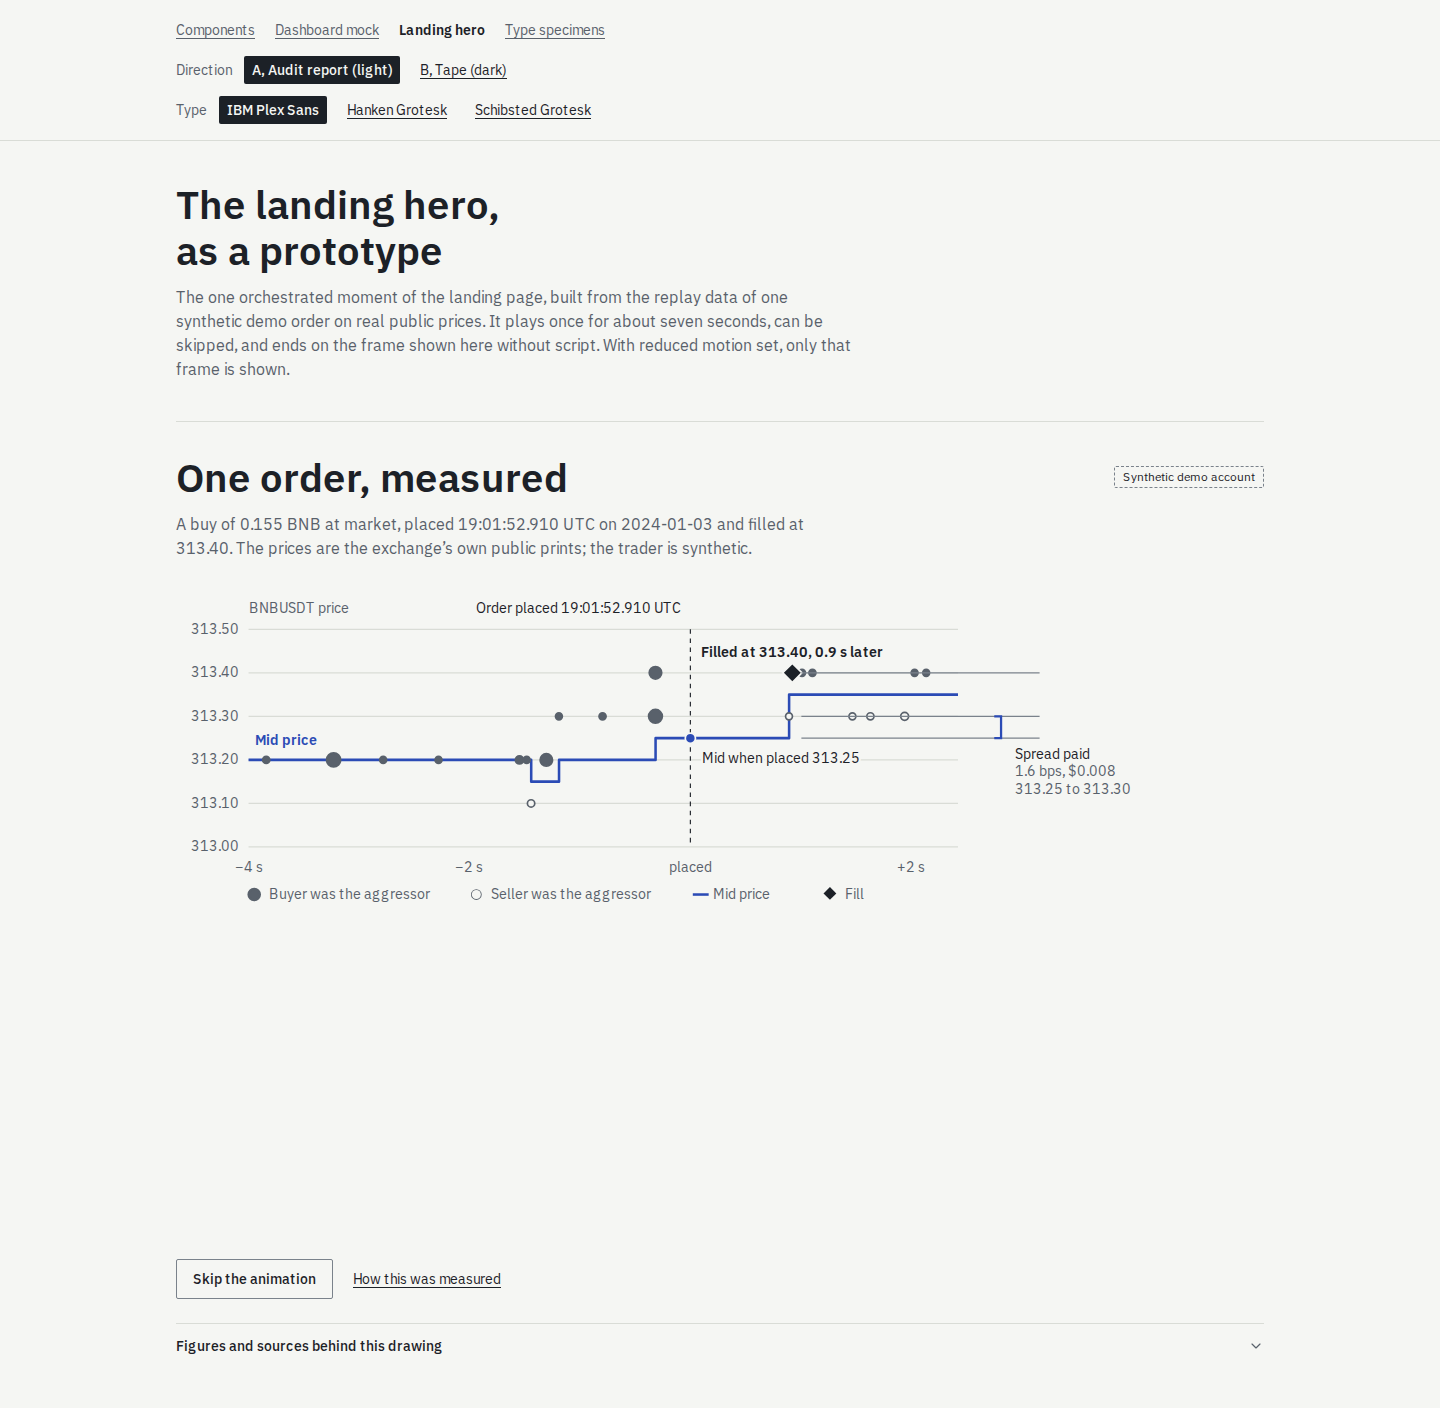 Components Dashboard mock Landing hero Type specimens
Direction A, Audit report (light) B, Tape (dark)
Type IBM Plex Sans Hanken Grotesk Schibsted Grotesk
The landing hero,
as a prototype
The one orchestrated moment of the landing page, built from the replay data of one
synthetic demo order on real public prices. It plays once for about seven seconds, can be
skipped, and ends on the frame shown here without script. With reduced motion set, only that
frame is shown.
One order, measured
Synthetic demo account
A buy of 0.155 BNB at market, placed 19:01:52.910 UTC on 2024-01-03 and filled at
313.40. The prices are the exchange’s own public prints; the trader is synthetic.
BNBUSDT price
Order placed 19:01:52.910 UTC
313.50
Filled at 313.40, 0.9 s later
313.40
313.30
Mid price
313.20
Mid when placed 313.25
Spread paid
1.6 bps, $0.008
313.25 to 313.30
313.10
313.00
−4 s −2 s placed +2 s
Buyer was the aggressor Seller was the aggressor Mid price Fill
Skip the animation How this was measured
Figures and sources behind this drawing